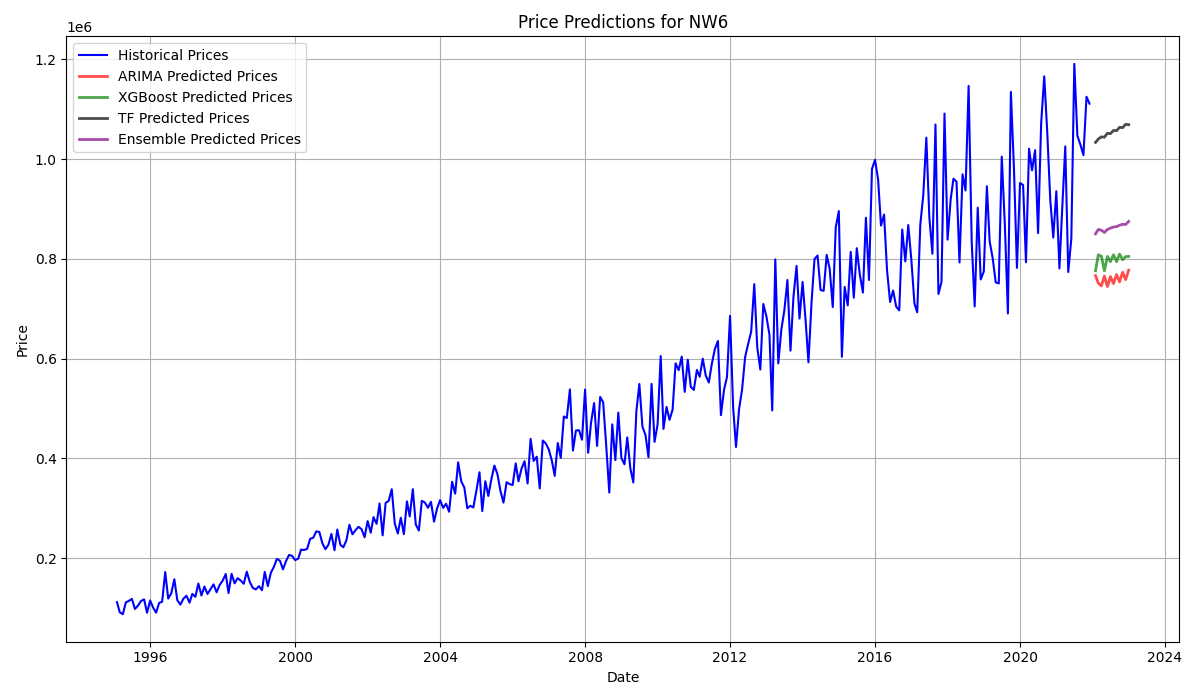 Price Predictions for NW6
1e6
Historical Prices
ARIMA Predicted Prices
XGBoost Predicted Prices
TF Predicted Prices
Ensemble Predicted Prices
1.2
1.0
0.8
0.6
0.4
0.2
Price
1996 2000 2004 2008 2012 2016 2020 2024
Date